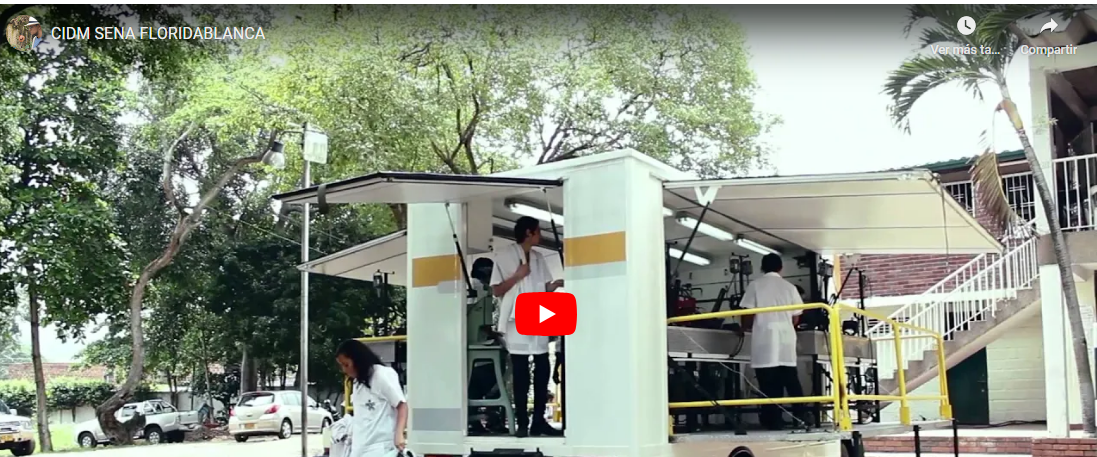 CIDM SENA FLORIDABLANCA
Ver más ta...
Compartir